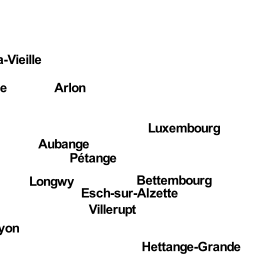 a-Vieille
e
Arlon
Luxembourg
Aubange
Pétange
Longwy
Bettembourg
Esch-sur-Alzette
Villerupt
yon
Hettange-Grande